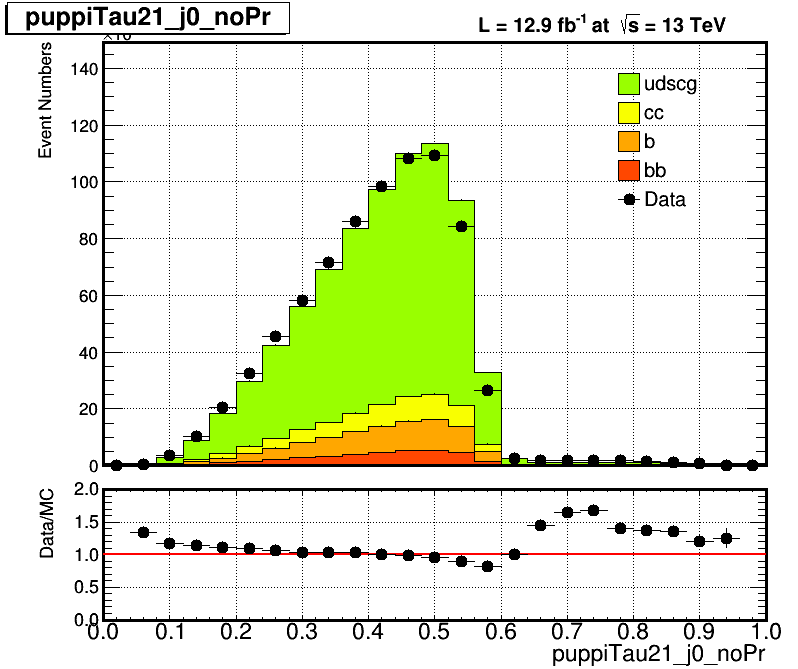 puppiTau21_j0_noPr
L = 12.9 fb⁻¹ at √s = 13 TeV
Event Numbers
140
120
100
80
60
40
20
0
udscg
cc
b
bb
Data
Data/MC
2.0
1.5
1.0
0.5
0.0
0.0 0.1 0.2 0.3 0.4 0.5 0.6 0.7 0.8 0.9 1.0
puppiTau21_j0_noPr